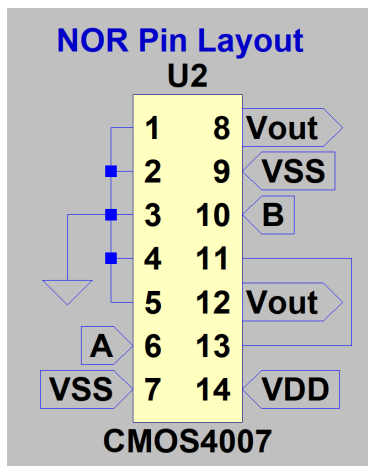 NOR Pin Layout
U2
1 8 Vout
2 9 VSS
3 10 B
4 11
5 12 Vout
A 6 13
VSS 7 14 VDD
CMOS4007